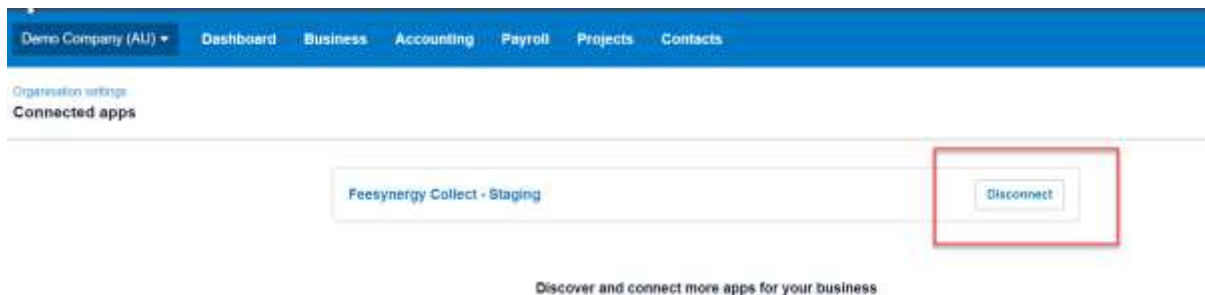 Demo Company (AU) Dashboard Business Accounting Payroll Projects Contacts
Organisation settings
Connected apps
Feesynergy Collect - Staging Disconnect
Discover and connect more apps for your business